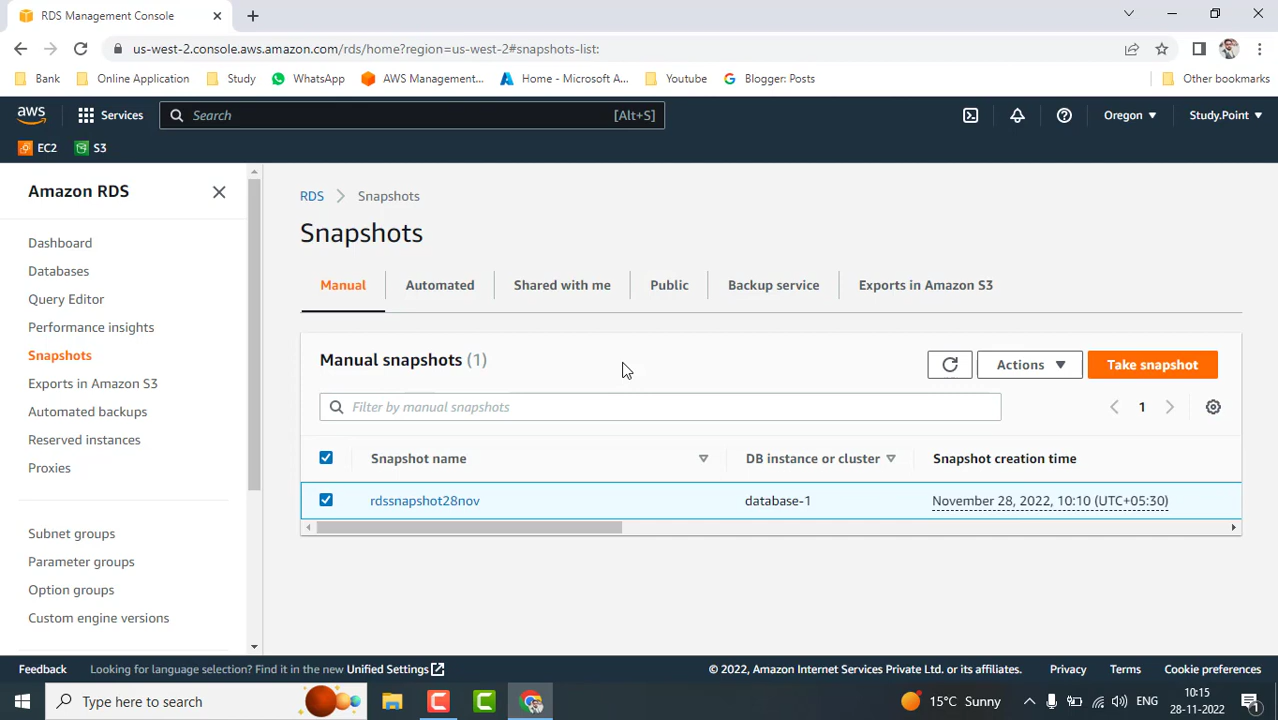 RDS Management Console
us-west-2.console.aws.amazon.com/rds/home?region=us-west-2#snapshots-list:
Bank Online Application Study WhatsApp AWS Management... Home - Microsoft A... Youtube Blogger: Posts Other bookmarks
aws Services Search [Alt+S] Oregon Study.Point
EC2 S3
Amazon RDS
Dashboard
Databases
Query Editor
Performance insights
Snapshots
Exports in Amazon S3
Automated backups
Reserved instances
Proxies
Subnet groups
Parameter groups
Option groups
Custom engine versions
RDS Snapshots
Snapshots
Manual Automated Shared with me Public Backup service Exports in Amazon S3
Manual snapshots (1) Actions Take snapshot
Filter by manual snapshots 1
Snapshot name DB instance or cluster Snapshot creation time
rdssnapshot28nov database-1 November 28, 2022, 10:10 (UTC+05:30)
Feedback Looking for language selection? Find it in the new Unified Settings © 2022, Amazon Internet Services Private Ltd. or its affiliates. Privacy Terms Cookie preferences
Type here to search 15°C Sunny ENG 10:15
28-11-2022 1